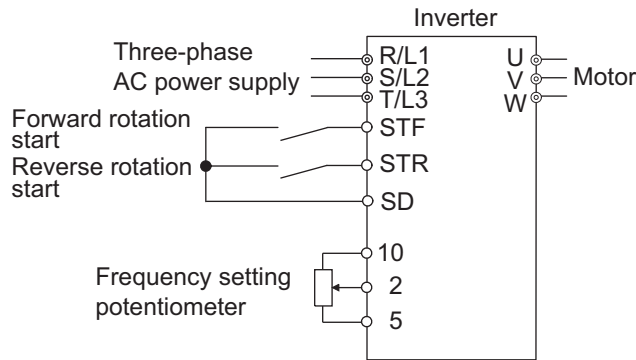 Inverter
Three-phase
AC power supply
R/L1
S/L2
T/L3
U
V
W
Motor
Forward rotation
start
STF
Reverse rotation
start
STR
SD
Frequency setting
potentiometer
10
2
5